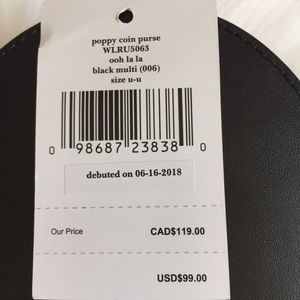 poppy coin purse
WLRU5063
ooh la la
black multi (006)
size u-u
0 98687 23838 0
debuted on 06-16-2018
Our Price CAD$119.00
USD$99.00